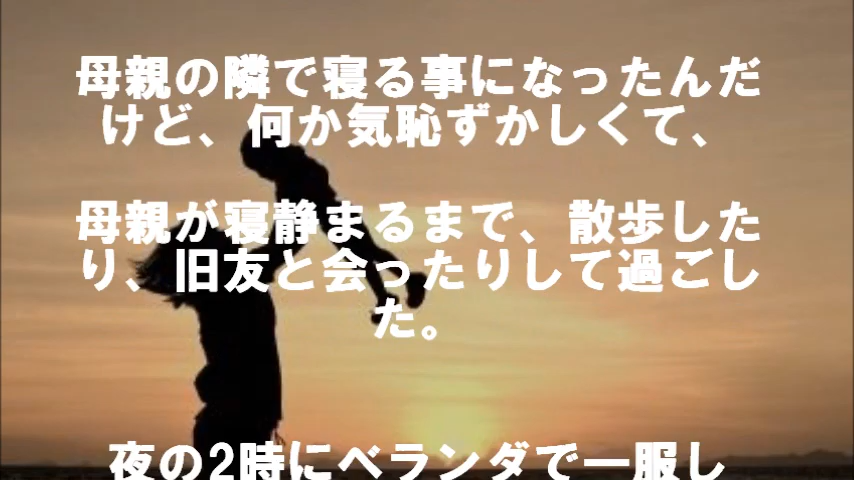 母親の隣で寝る事になったんだ
けど、何か気恥ずかしくて、
母親が寝静まるまで、散歩した
り、旧友と会ったりして過ごし
た。
夜の2時にベランダで一服し